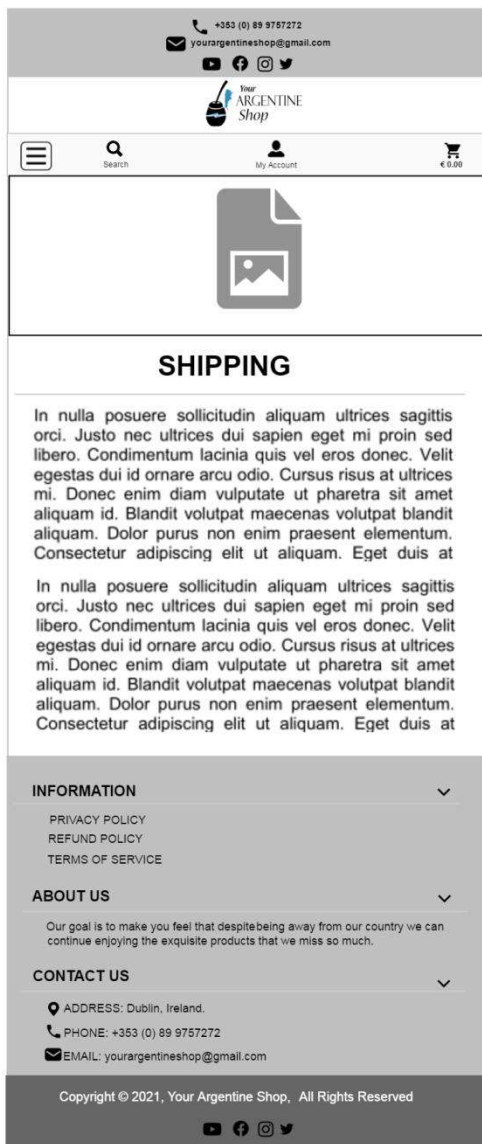 +353 (0) 89 9757272
yourargentineshop@gmail.com
Your
ARGENTINE
Shop
Search
My Account
€ 0.00
SHIPPING
In nulla posuere sollicitudin aliquam ultrices sagittis
orci. Justo nec ultrices dui sapien eget mi proin sed
libero. Condimentum lacinia quis vel eros donec. Velit
egestas dui id ornare arcu odio. Cursus risus at ultrices
mi. Donec enim diam vulputate ut pharetra sit amet
aliquam id. Blandit volutpat maecenas volutpat blandit
aliquam. Dolor purus non enim praesent elementum.
Consectetur adipiscing elit ut aliquam. Eget duis at
In nulla posuere sollicitudin aliquam ultrices sagittis
orci. Justo nec ultrices dui sapien eget mi proin sed
libero. Condimentum lacinia quis vel eros donec. Velit
egestas dui id ornare arcu odio. Cursus risus at ultrices
mi. Donec enim diam vulputate ut pharetra sit amet
aliquam id. Blandit volutpat maecenas volutpat blandit
aliquam. Dolor purus non enim praesent elementum.
Consectetur adipiscing elit ut aliquam. Eget duis at
INFORMATION
PRIVACY POLICY
REFUND POLICY
TERMS OF SERVICE
ABOUT US
Our goal is to make you feel that despitebeing away from our country we can
continue enjoying the exquisite products that we miss so much.
CONTACT US
ADDRESS: Dublin, Ireland.
PHONE: +353 (0) 89 9757272
EMAIL: yourargentineshop@gmail.com
Copyright © 2021, Your Argentine Shop, All Rights Reserved